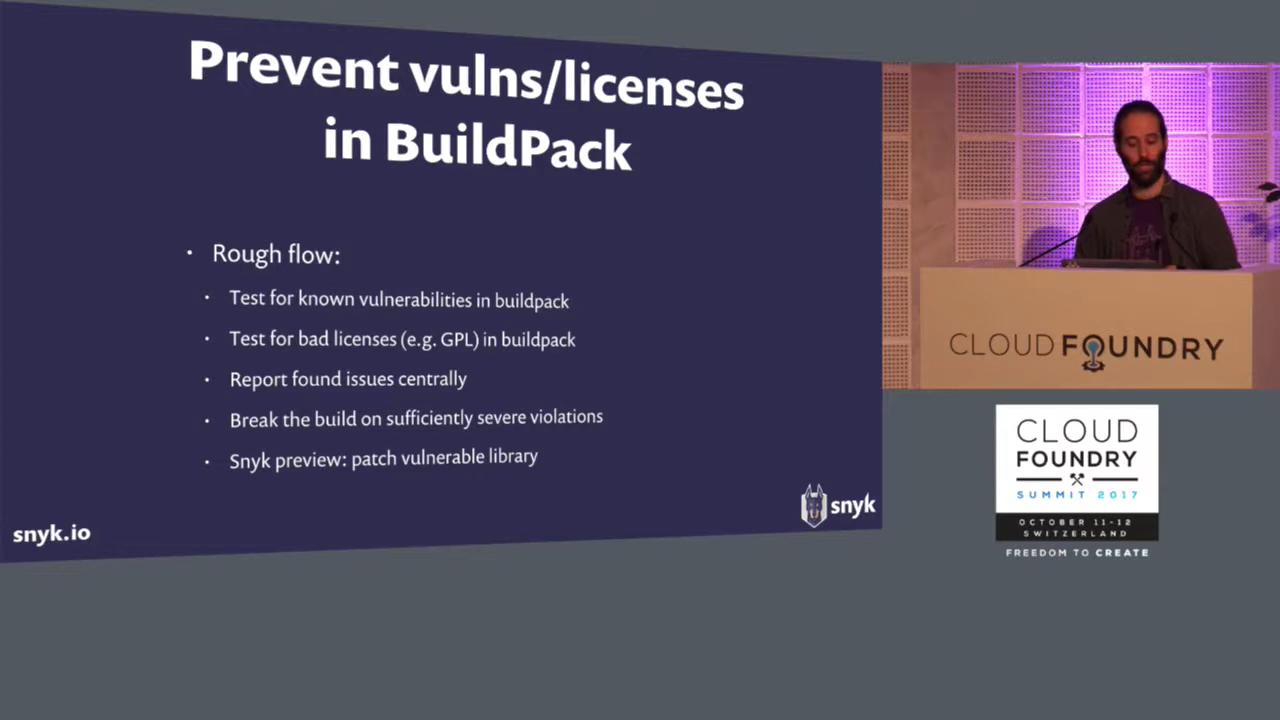 Prevent vulns/licenses
in BuildPack
• Rough flow:
• Test for known vulnerabilities in buildpack
• Test for bad licenses (e.g. GPL) in buildpack
• Report found issues centrally
• Break the build on sufficiently severe violations
• Snyk preview: patch vulnerable library
snyk.io
snyk
CLOUD FOUNDRY
CLOUD
FOUNDRY
SUMMIT 2017
OCTOBER 11-12
SWITZERLAND
FREEDOM TO CREATE